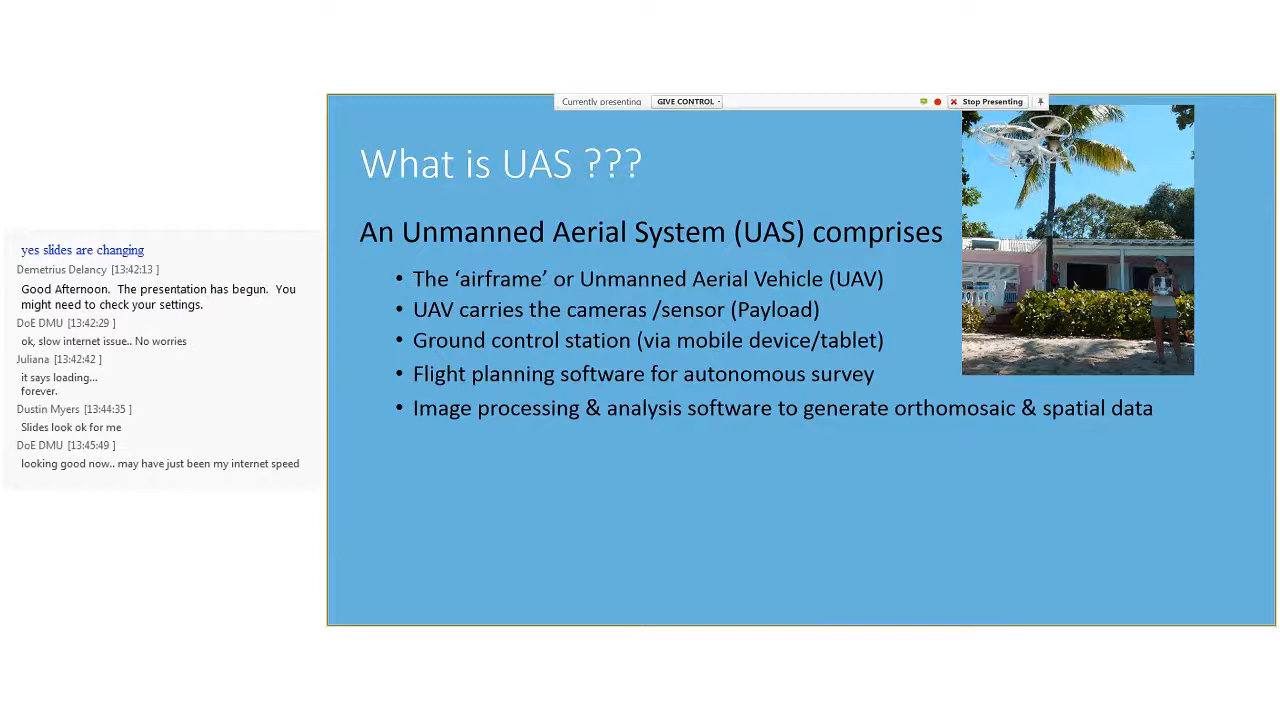 yes slides are changing
Demetrius Delancy [13:42:13 ]
Good Afternoon. The presentation has begun. You
might need to check your settings.
DoE DMU [13:42:29 ]
ok, slow internet issue.. No worries
Juliana [13:42:42 ]
it says loading...
forever.
Dustin Myers [13:44:35 ]
Slides look ok for me
DoE DMU [13:45:49 ]
looking good now.. may have just been my internet speed
Currently presenting
GIVE CONTROL
Stop Presenting
What is UAS ???
An Unmanned Aerial System (UAS) comprises
• The ‘airframe’ or Unmanned Aerial Vehicle (UAV)
• UAV carries the cameras /sensor (Payload)
• Ground control station (via mobile device/tablet)
• Flight planning software for autonomous survey
• Image processing & analysis software to generate orthomosaic & spatial data